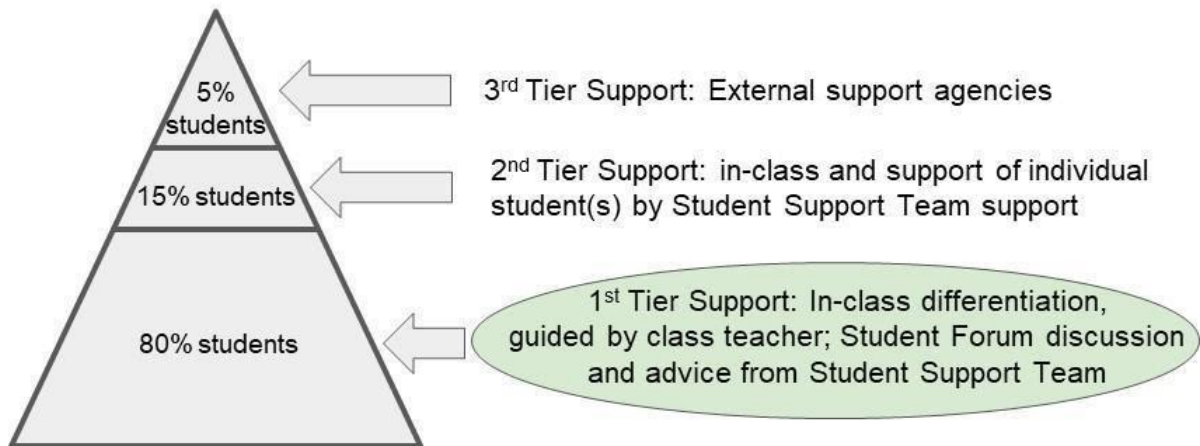 5%
students
3rd Tier Support: External support agencies
15% students
2nd Tier Support: in-class and support of individual
student(s) by Student Support Team support
80% students
1st Tier Support: In-class differentiation,
guided by class teacher; Student Forum discussion
and advice from Student Support Team